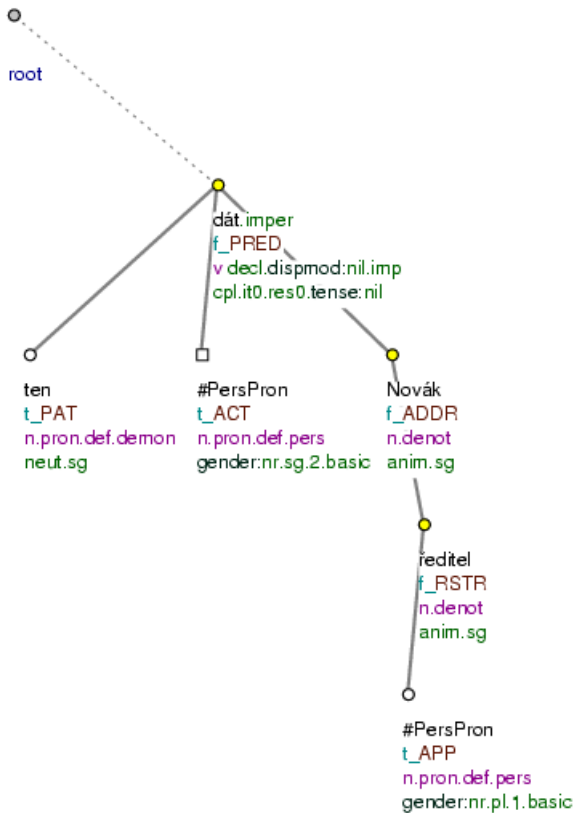 root
dát.imper
f_PRED
v decl.dispmod:nil.imp
cpl.it0.res0.tense:nil
ten
t_PAT
n.pron.def.demon
neut.sg
#PersPron
t_ACT
n.pron.def.pers
gender:nr.sg.2.basic
Novák
f_ADDR
n.denot
anim.sg
ředitel
f_RSTR
n.denot
anim.sg
#PersPron
t_APP
n.pron.def.pers
gender:nr.pl.1.basic